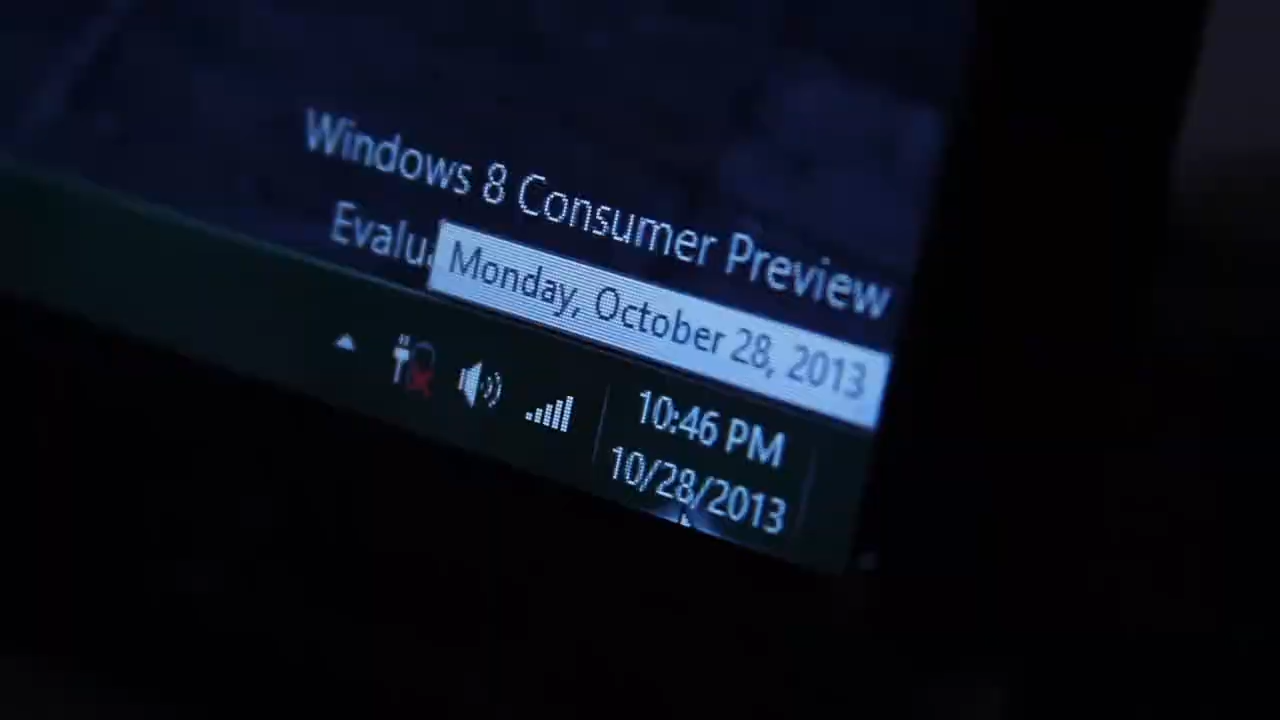 Windows 8 Consumer Preview
Monday, October 28, 2013
10:46 PM
10/28/2013